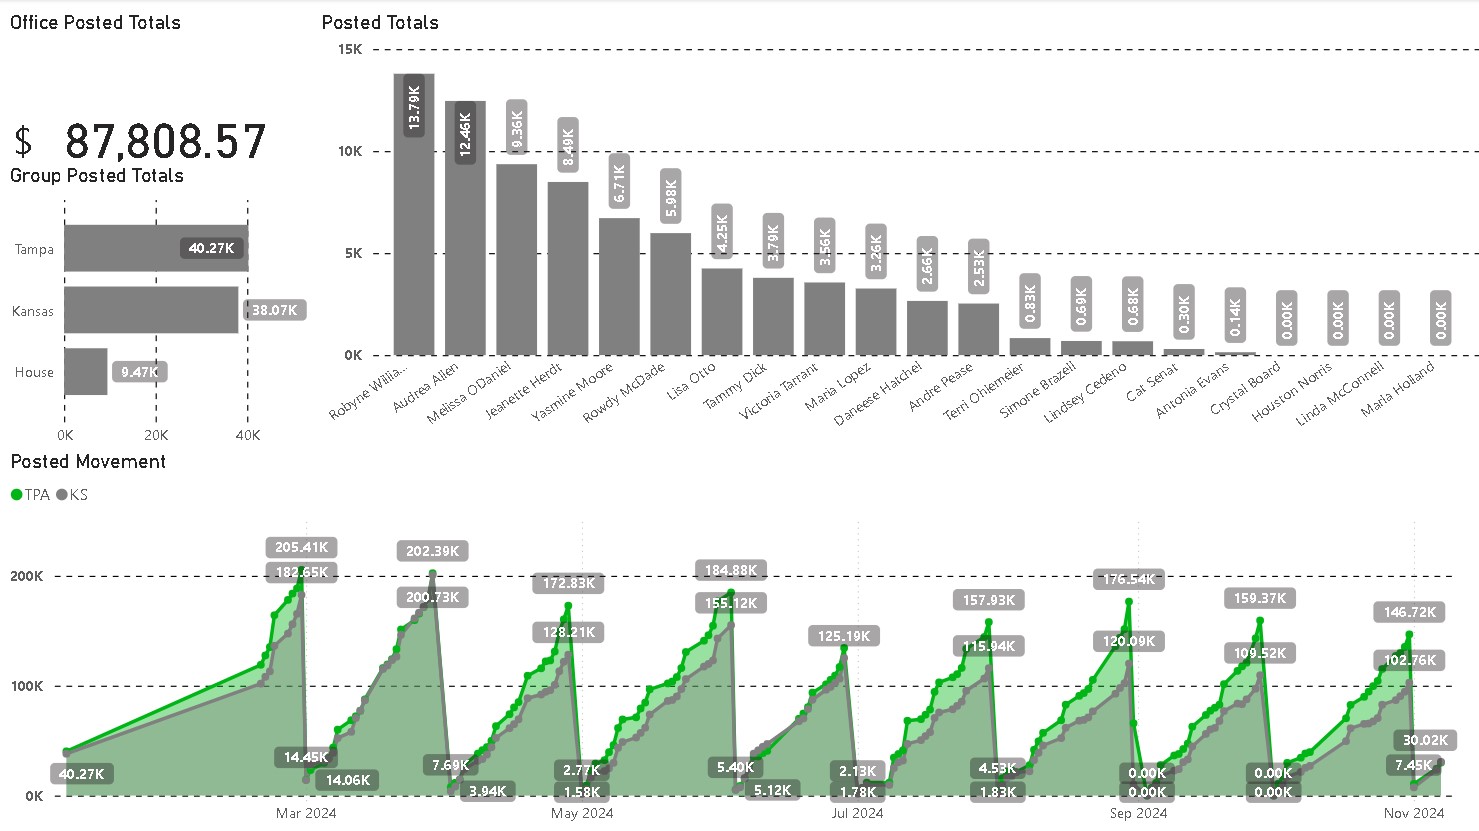 Office Posted Totals
$ 87,808.57
Group Posted Totals
Tampa
40.27K
Kansas
38.07K
House
9.47K
0K 20K 40K
Posted Totals
15K
10K
5K
0K
13.79K 12.46K 9.36K 8.49K 6.71K 5.98K 4.25K 3.79K 3.56K 3.26K 2.66K 2.53K 0.83K 0.69K 0.68K 0.30K 0.14K 0.00K 0.00K 0.00K 0.00K
Robyne Willia...
Audrea Allen
Melissa ODaniel
Jeanette Herdt
Yasmine Moore
Rowdy McDade
Lisa Otto
Tammy Dick
Victoria Tarrant
Maria Lopez
Daneese Hatchel
Andre Pease
Terri Ohlemeier
Simone Brazell
Lindsey Cedeno
Cat Senat
Antonia Evans
Crystal Board
Houston Norris
Linda McConnell
Maria Holland
Posted Movement
TPA KS
200K
100K
0K
205.41K 202.39K 172.83K 184.88K 125.19K 157.93K 176.54K 159.37K 146.72K
182.65K 200.73K 128.21K 155.12K 115.94K 120.09K 109.52K 102.76K
40.27K 14.45K 7.69K 2.77K 5.40K 2.13K 4.53K 0.00K 0.00K 7.45K 30.02K
14.06K 3.94K 1.58K 5.12K 1.78K 1.83K 0.00K 0.00K
Mar 2024 May 2024 Jul 2024 Sep 2024 Nov 2024